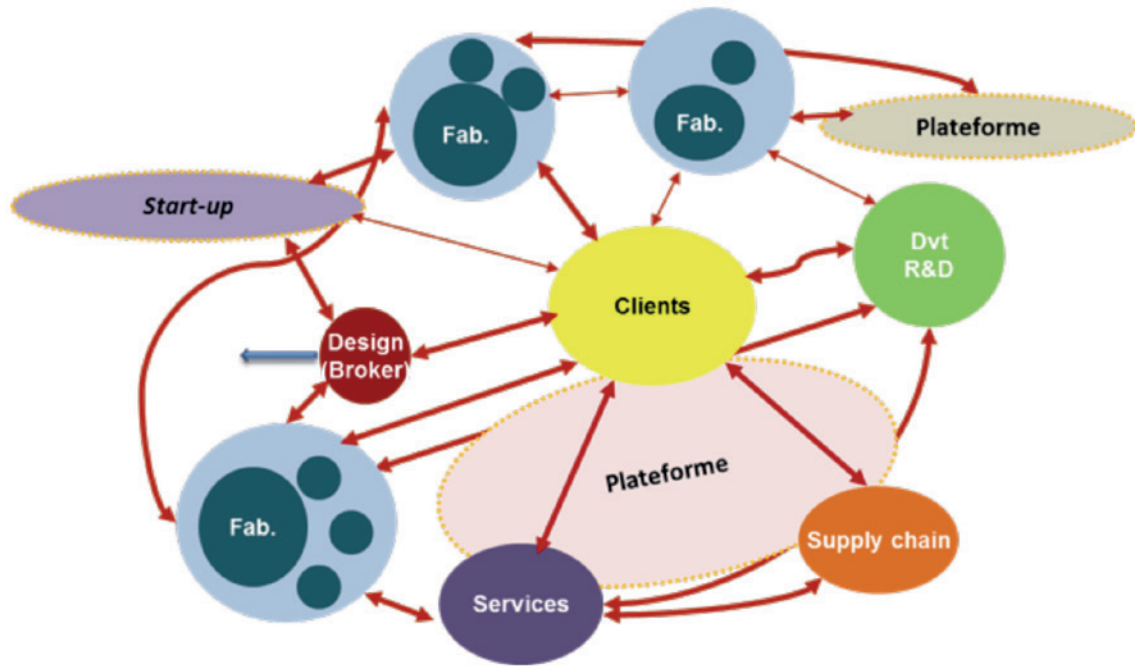 Fab.
Fab.
Plateforme
Start-up
Dvt
R&D
Clients
Design
(Broker)
Plateforme
Fab.
Supply chain
Services